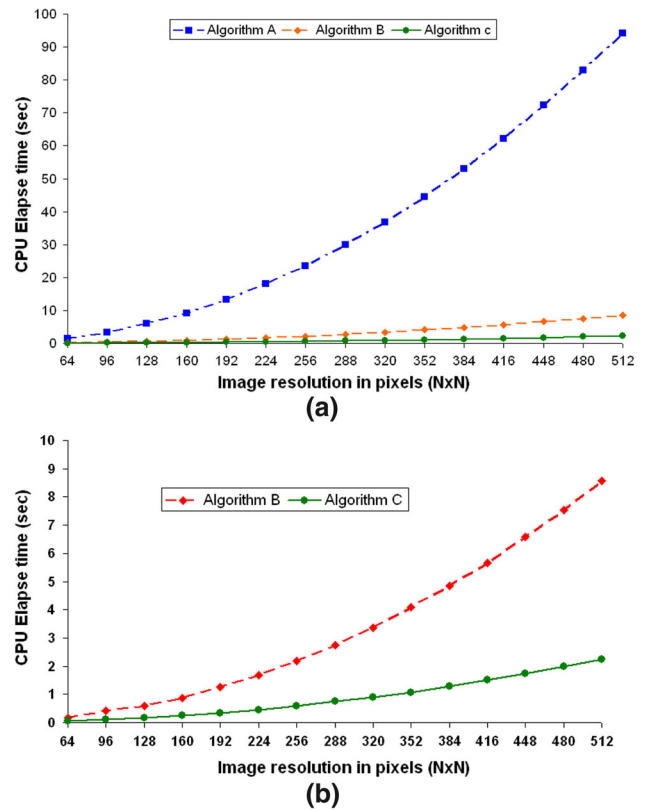 100
90
80
70
60
50
40
30
20
10
0
CPU Elapse time (sec)
Algorithm A Algorithm B Algorithm c
64 96 128 160 192 224 256 288 320 352 384 416 448 480 512
Image resolution in pixels (NxN)
(a)
10
9
8
7
6
5
4
3
2
1
0
CPU Elapse time (sec)
Algorithm B Algorithm C
64 96 128 160 192 224 256 288 320 352 384 416 448 480 512
Image resolution in pixels (NxN)
(b)